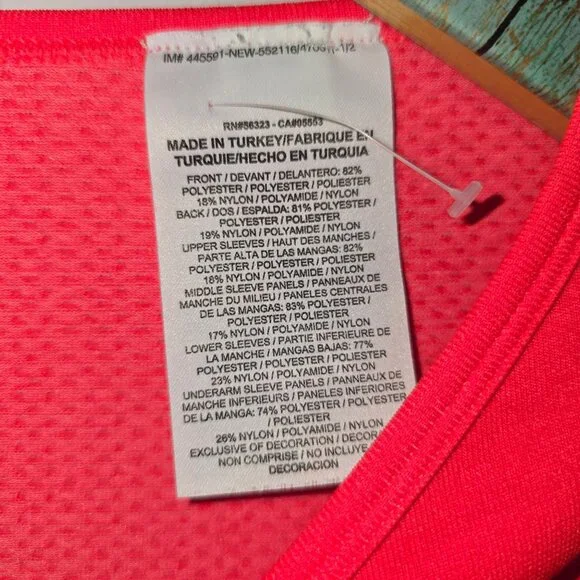 IM# 445591-NEW-552116/
RN#56323 - CA#05553
MADE IN TURKEY/FABRIQUE EN
TURQUIE/HECHO EN TURQUIA
FRONT / DEVANT / DELANTERO: 82%
POLYESTER / POLYESTER / POLIESTER
18% NYLON / POLYAMIDE / NYLON
BACK / DOS / ESPALDA: 81% POLYESTER /
POLYESTER / POLIESTER
19% NYLON / POLYAMIDE / NYLON
UPPER SLEEVES / HAUT DES MANCHES /
PARTE ALTA DE LAS MANGAS: 82%
POLYESTER / POLYESTER / POLIESTER
18% NYLON / POLYAMIDE / NYLON
MIDDLE SLEEVE PANELS / PANNEAUX DE
MANCHE DU MILIEU / PANELES CENTRALES
DE LAS MANGAS: 83% POLYESTER /
POLYESTER / POLIESTER
17% NYLON / POLYAMIDE / NYLON
LOWER SLEEVES / PARTIE INFERIEURE DE
LA MANCHE / MANGAS BAJAS: 77%
POLYESTER / POLYESTER / POLIESTER
23% NYLON / POLYAMIDE / NYLON
UNDERARM SLEEVE PANELS / PANNEAUX DE
MANCHE INFERIEURS / PANELES INFERIORES
DE LA MANGA: 74% POLYESTER / POLYESTER
/ POLIESTER
26% NYLON / POLYAMIDE / NYLON
EXCLUSIVE OF DECORATION / DECOR
NON COMPRISE / NO INCLUYE
DECORACION